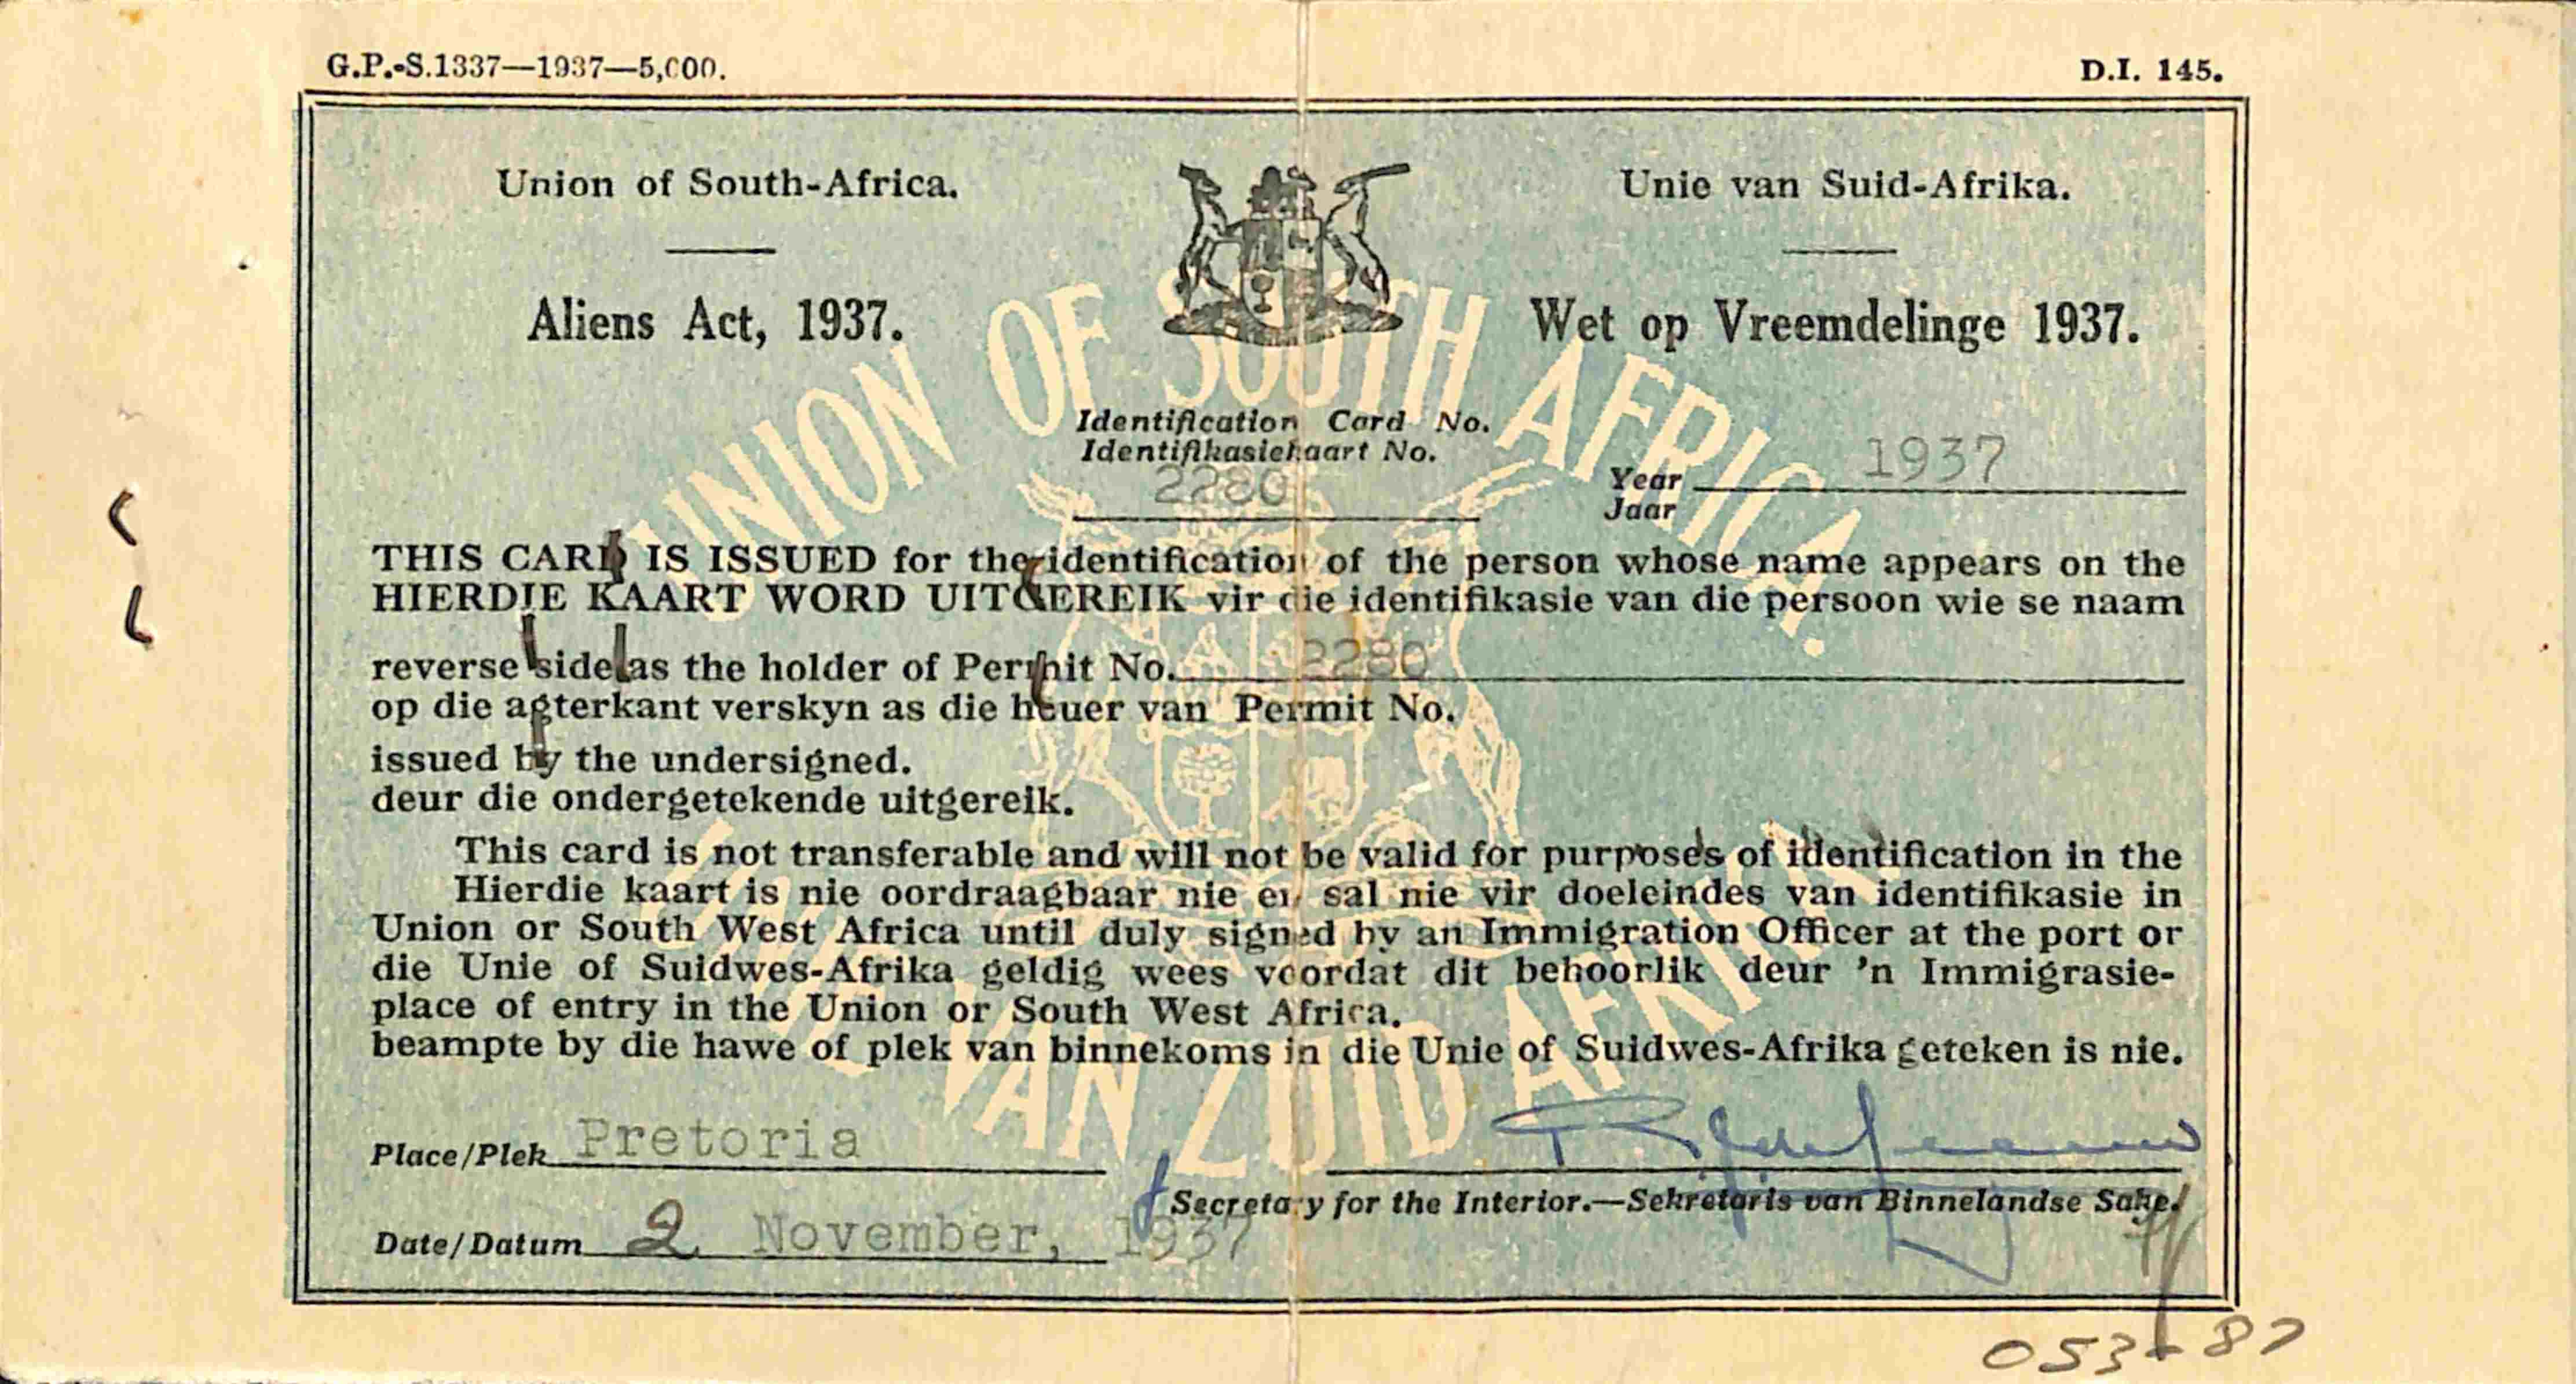 G.P.-S.1337—1937—5,000.
D.I. 145.
Union of South-Africa.
Unie van Suid-Afrika.
Aliens Act, 1937.
Wet op Vreemdelinge 1937.
UNION OF SOUTH AFRICA.
Identification Card No.
Identifikasiekaart No.
2280
Year 1937
Jaar
THIS CARD IS ISSUED for the identification of the person whose name appears on the
HIERDIE KAART WORD UITGEREIK vir die identifikasie van die persoon wie se naam
reverse side as the holder of Permit No. 2280
op die agterkant verskyn as die houer van Permit No.
issued by the undersigned.
deur die ondergetekende uitgereik.
This card is not transferable and will not be valid for purposes of identification in the
Hierdie kaart is nie oordraagbaar nie en sal nie vir doeleindes van identifikasie in
Union or South West Africa until duly signed by an Immigration Officer at the port or
die Unie of Suidwes-Afrika geldig wees voordat dit behoorlik deur 'n Immigrasie-
place of entry in the Union or South West Africa.
beampte by die hawe of plek van binnekoms in die Unie of Suidwes-Afrika geteken is nie.
VAN ZUID AFRIKA
Place/Plek Pretoria
Secretary for the Interior.—Sekretaris van Binnelandse Sake.
Date/Datum 2 November, 1937
053-87